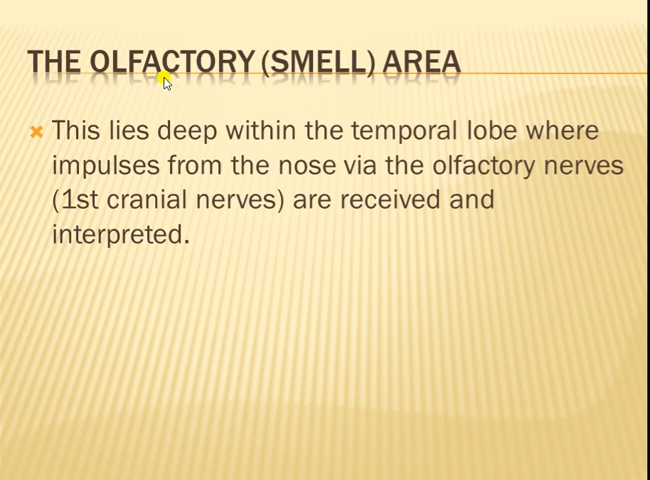 THE OLFACTORY (SMELL) AREA
This lies deep within the temporal lobe where
impulses from the nose via the olfactory nerves
(1st cranial nerves) are received and
interpreted.